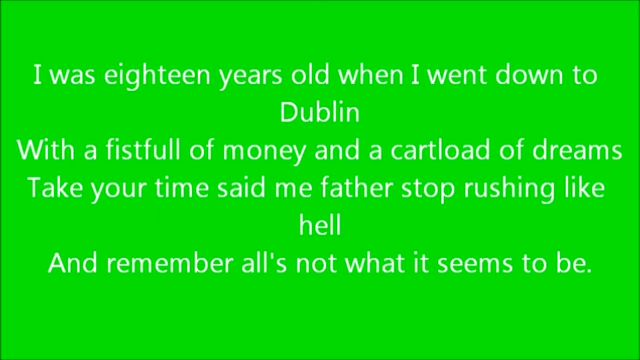 I was eighteen years old when I went down to
Dublin
With a fistfull of money and a cartload of dreams
Take your time said me father stop rushing like
hell
And remember all's not what it seems to be.